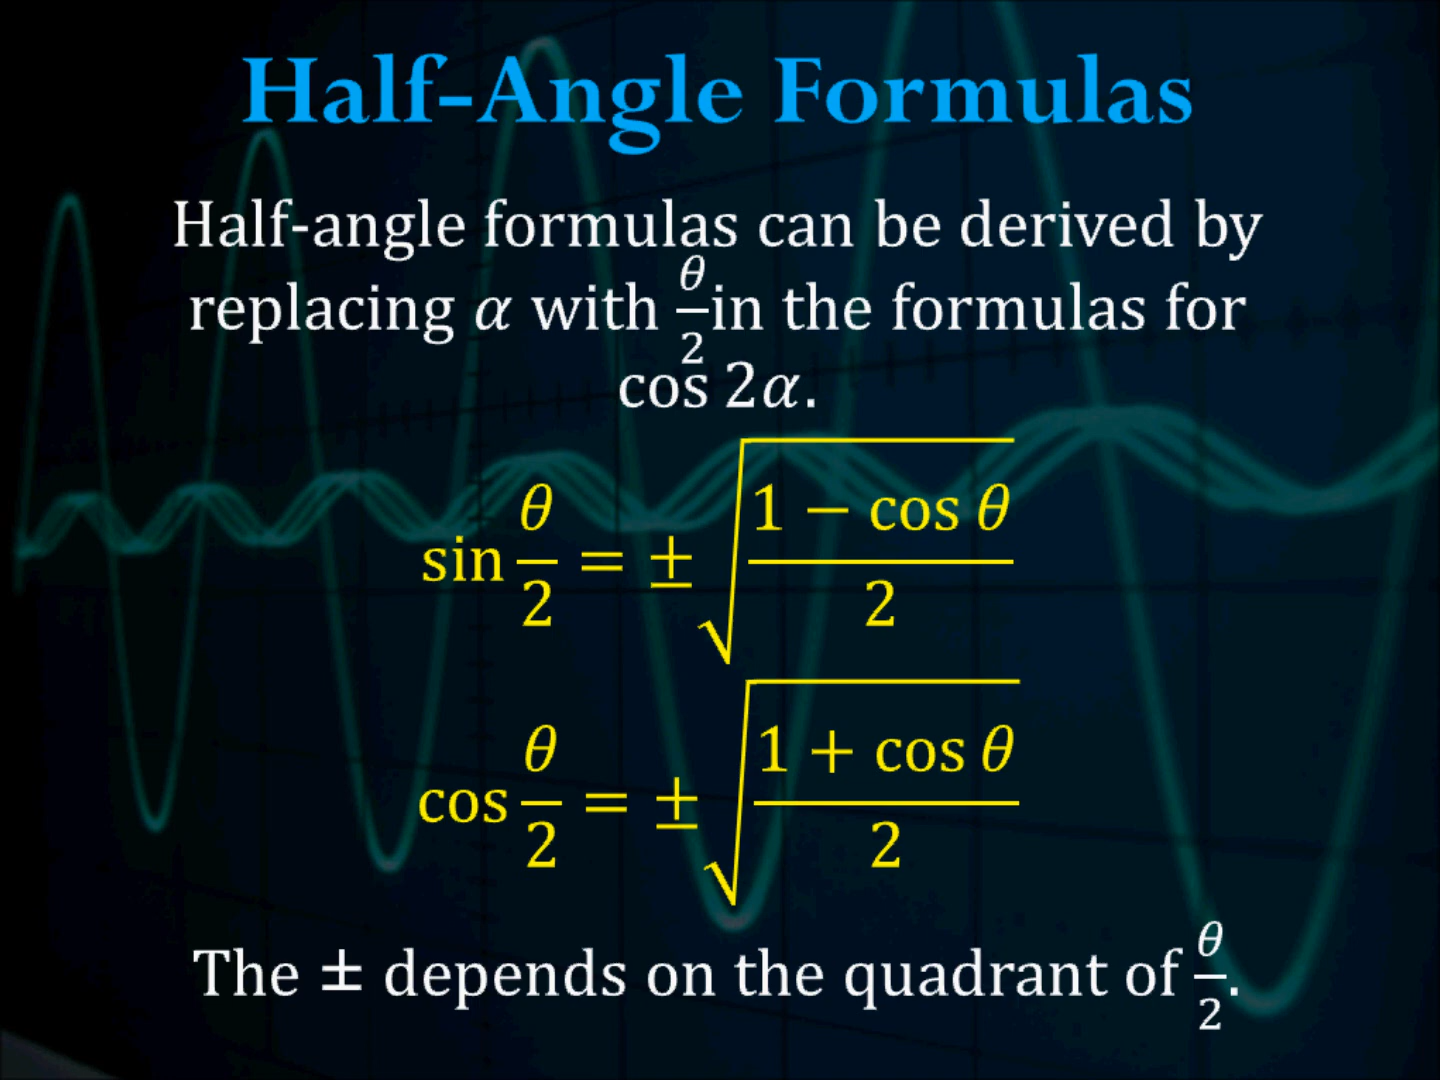 Half-Angle Formulas
Half-angle formulas can be derived by
replacing α with θ/2 in the formulas for
cos 2α.
sin θ/2 = ±√((1 − cos θ)/2)
cos θ/2 = ±√((1 + cos θ)/2)
The ± depends on the quadrant of θ/2.